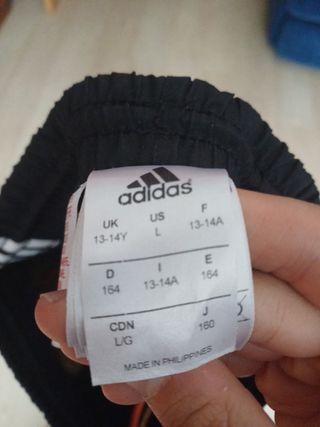 adidas
UK US F
13-14Y L 13-14A
D I E
164 13-14A 164
CDN J
L/G 160
MADE IN PHILIPPINES